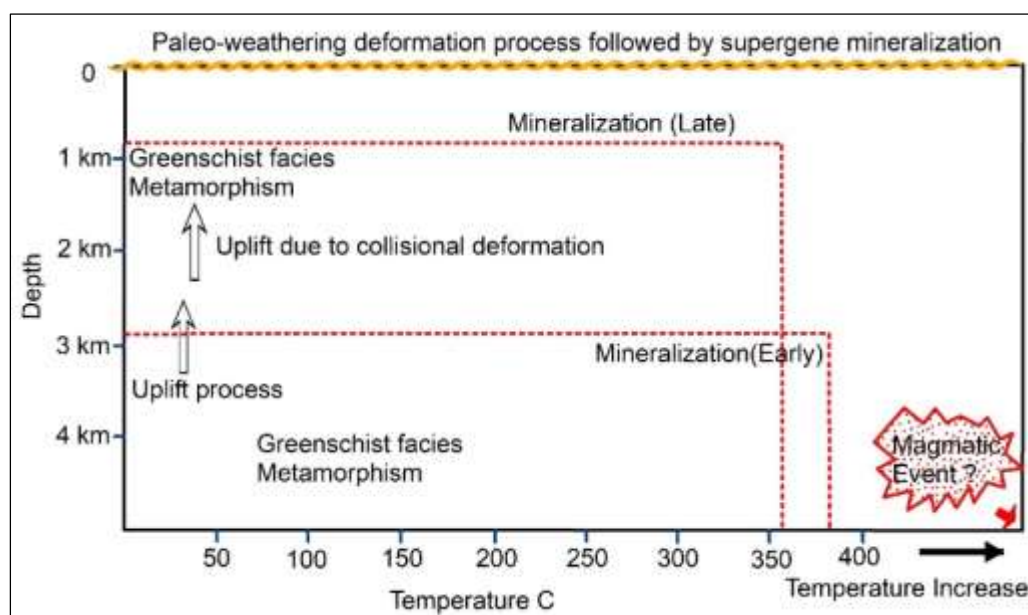 Paleo-weathering deformation process followed by supergene mineralization
0
Mineralization (Late)
1 km
Greenschist facies
Metamorphism
2 km
Uplift due to collisional deformation
Depth
3 km
Mineralization(Early)
Uplift process
4 km
Greenschist facies
Metamorphism
Magmatic
Event ?
50
100
150
200
250
300
350
400
Temperature C
Temperature Increase